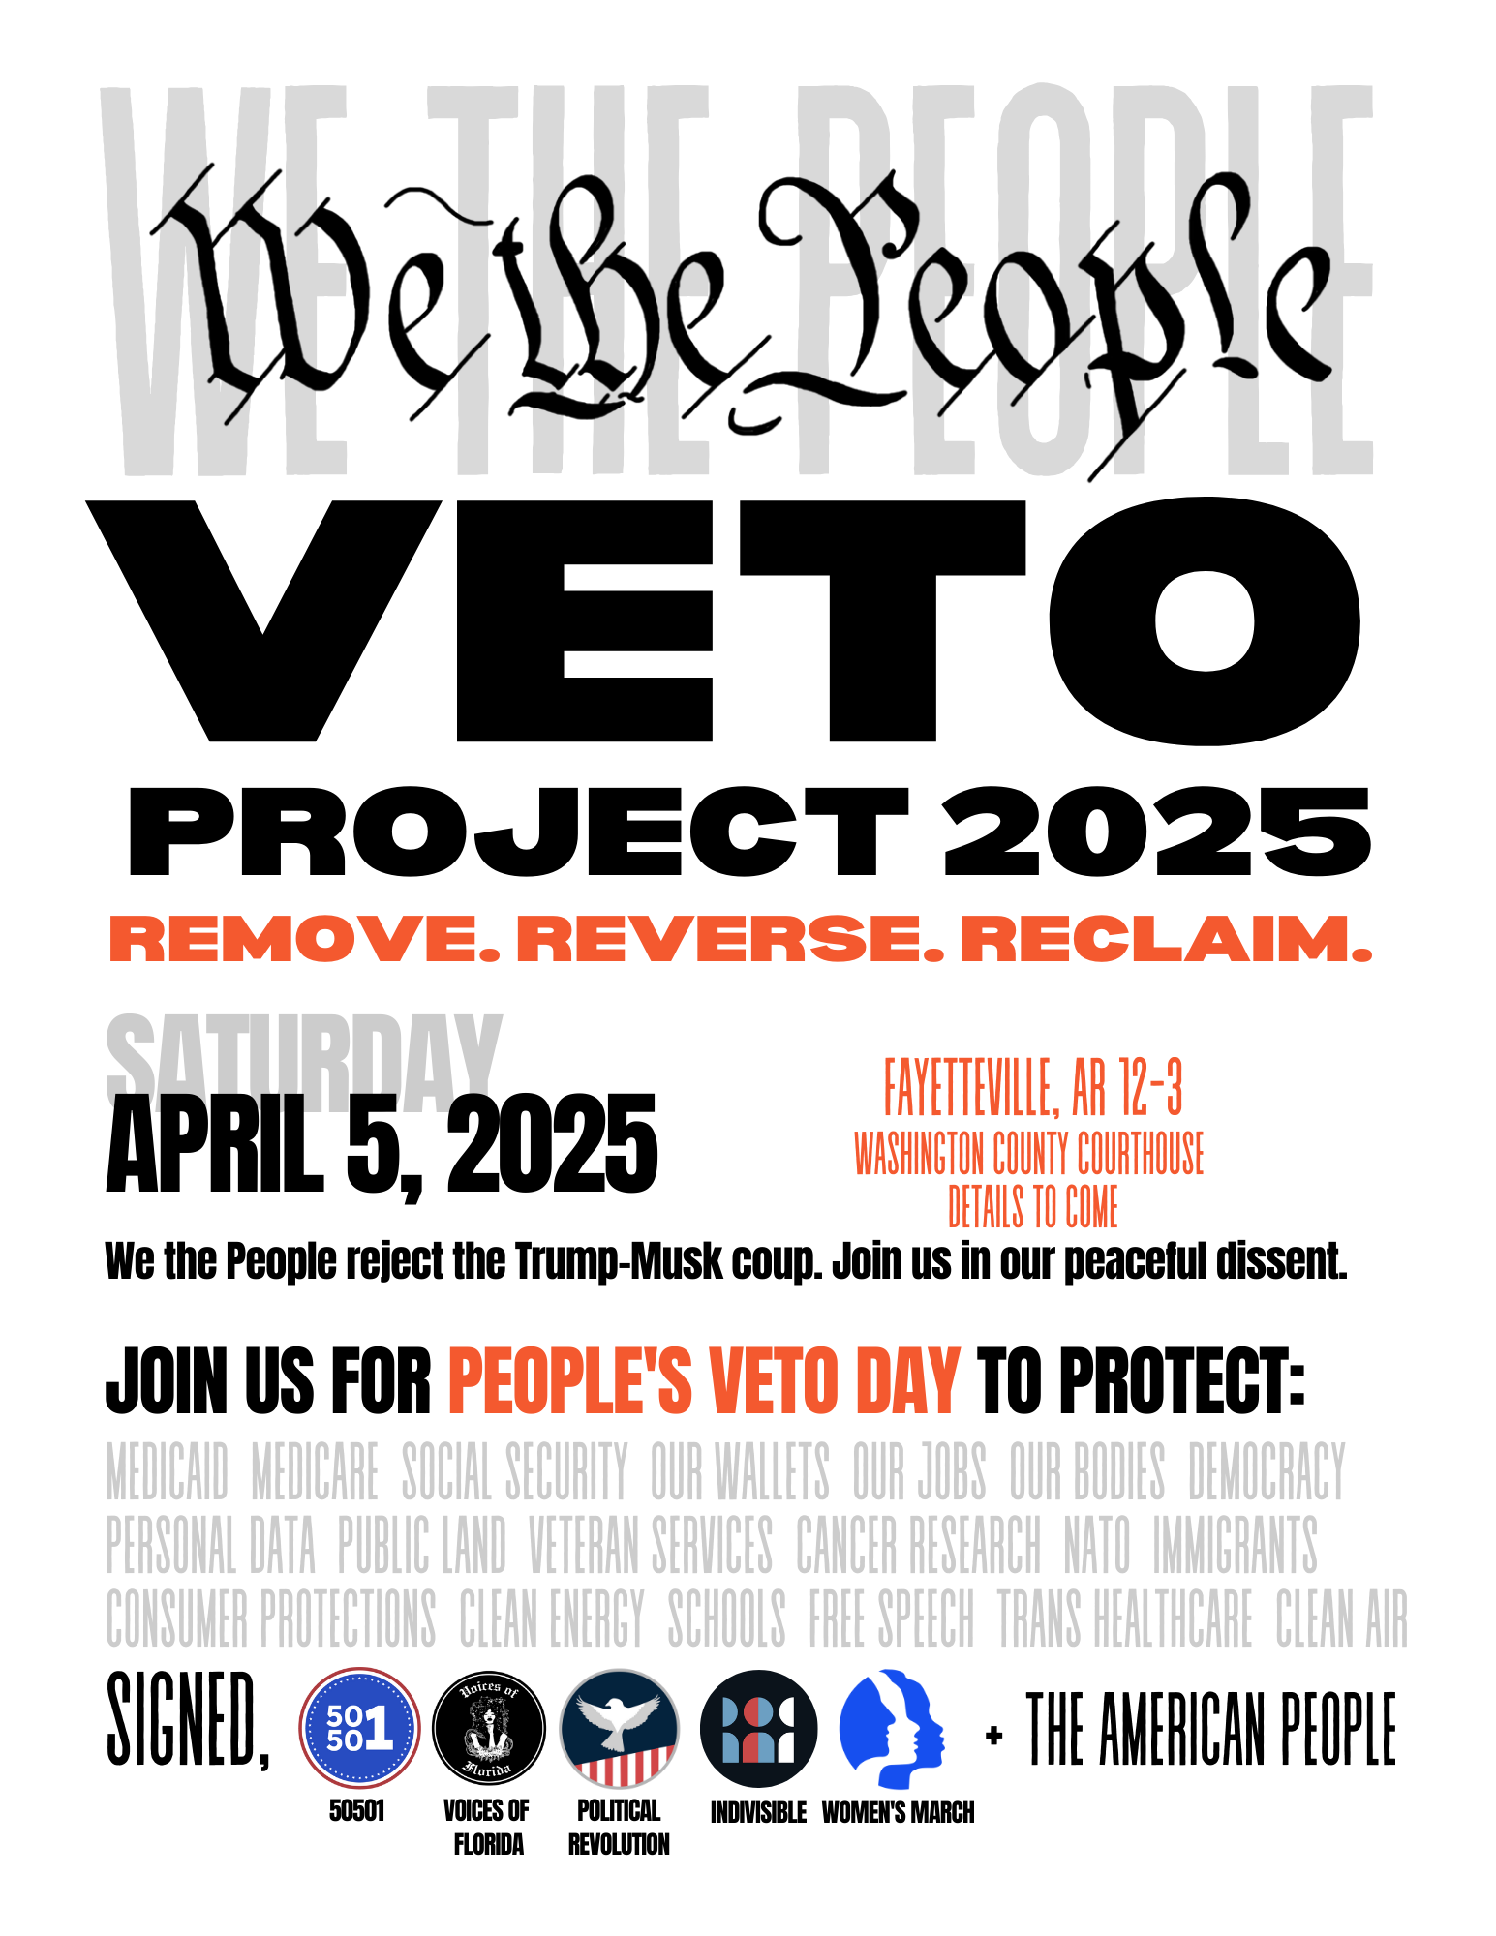 WE THE PEOPLE
We the People
VETO
PROJECT 2025
REMOVE. REVERSE. RECLAIM.
SATURDAY
APRIL 5, 2025
FAYETTEVILLE, AR 12-3
WASHINGTON COUNTY COURTHOUSE
DETAILS TO COME
We the People reject the Trump-Musk coup. Join us in our peaceful dissent.
JOIN US FOR PEOPLE'S VETO DAY TO PROTECT:
MEDICAID MEDICARE SOCIAL SECURITY OUR WALLETS OUR JOBS OUR BODIES DEMOCRACY
PERSONAL DATA PUBLIC LAND VETERAN SERVICES CANCER RESEARCH NATO IMMIGRANTS
CONSUMER PROTECTIONS CLEAN ENERGY SCHOOLS FREE SPEECH TRANS HEALTHCARE CLEAN AIR
SIGNED,
50
501
Voices of
Florida
+ THE AMERICAN PEOPLE
50501
VOICES OF
FLORIDA
POLITICAL
REVOLUTION
INDIVISIBLE
WOMEN'S MARCH